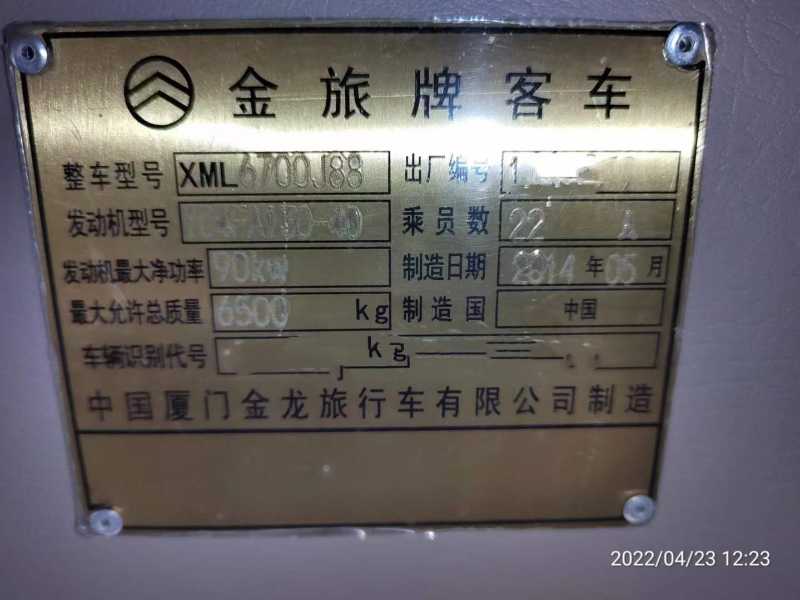 金旅牌客车
整车型号 XML6700J88 出厂编号
发动机型号 乘员数 22 人
发动机最大净功率 90kw 制造日期 2014 年 05 月
最大允许总质量 6500 kg 制造国 中国
车辆识别代号 kg
中国厦门金龙旅行车有限公司制造
2022/04/23 12:23